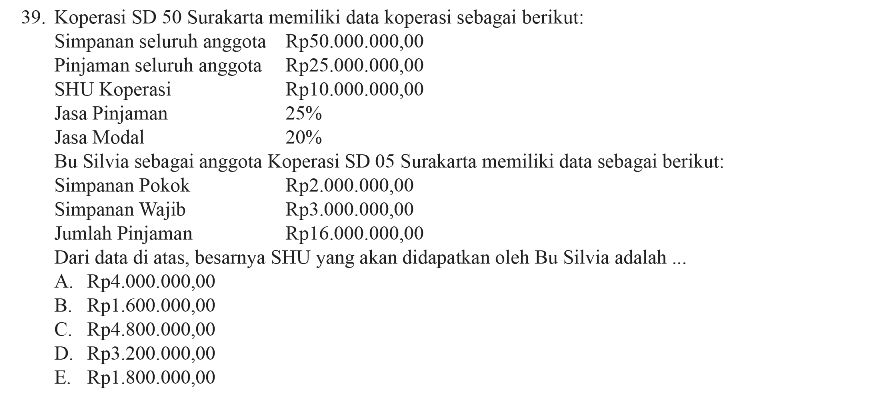 39. Koperasi SD 50 Surakarta memiliki data koperasi sebagai berikut:
Simpanan seluruh anggota Rp50.000.000,00
Pinjaman seluruh anggota Rp25.000.000,00
SHU Koperasi Rp10.000.000,00
Jasa Pinjaman 25%
Jasa Modal 20%
Bu Silvia sebagai anggota Koperasi SD 05 Surakarta memiliki data sebagai berikut:
Simpanan Pokok Rp2.000.000,00
Simpanan Wajib Rp3.000.000,00
Jumlah Pinjaman Rp16.000.000,00
Dari data di atas, besarnya SHU yang akan didapatkan oleh Bu Silvia adalah ...
A. Rp4.000.000,00
B. Rp1.600.000,00
C. Rp4.800.000,00
D. Rp3.200.000,00
E. Rp1.800.000,00